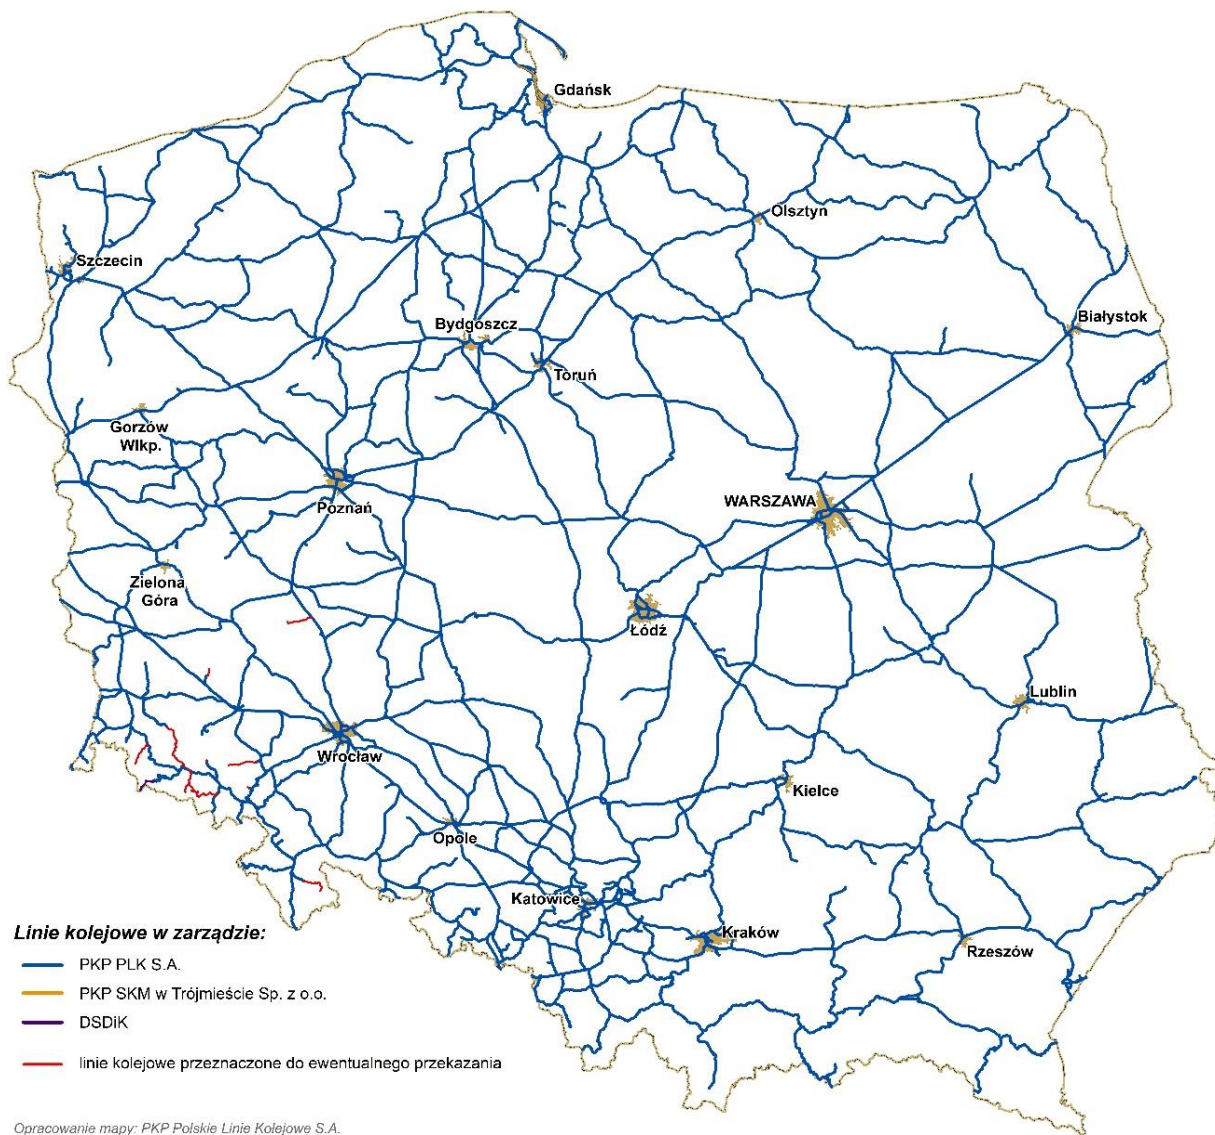 Gdańsk
Olsztyn
Szczecin
Białystok
Bydgoszcz
Toruń
Gorzów
Wlkp.
Poznań
WARSZAWA
Zielona
Góra
Łódź
Lublin
Wrocław
Kielce
Opole
Katowice
Kraków
Rzeszów
Linie kolejowe w zarządzie:
PKP PLK S.A.
PKP SKM w Trójmieście Sp. z o.o.
DSDiK
linie kolejowe przeznaczone do ewentualnego przekazania
Opracowanie mapy: PKP Polskie Linie Kolejowe S.A.